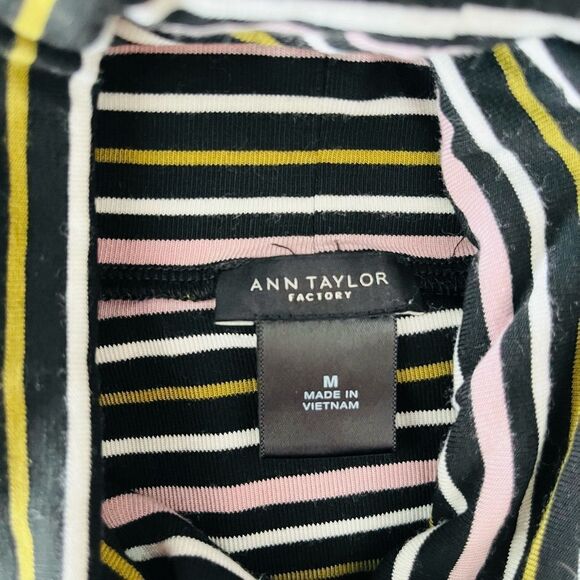 ANN TAYLOR
FACTORY
M
MADE IN
VIETNAM